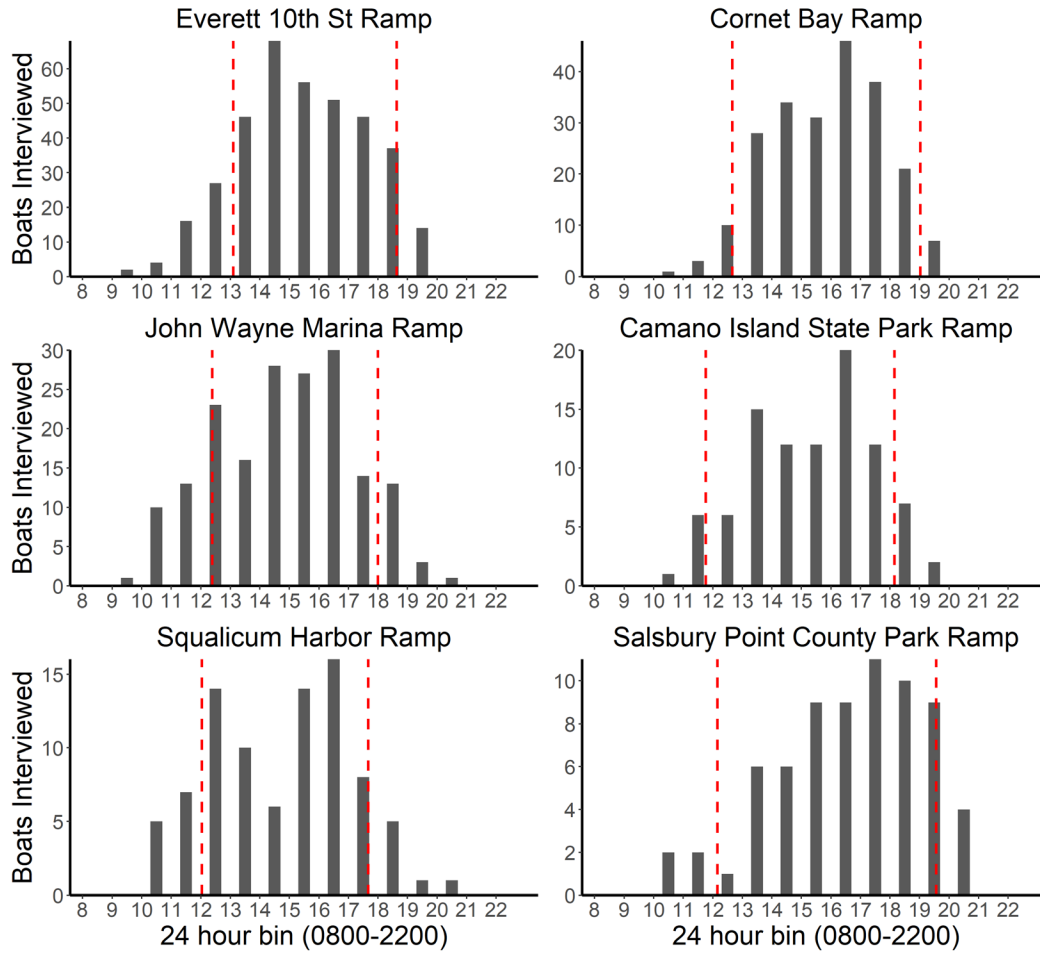 Everett 10th St Ramp
Cornet Bay Ramp
Boats Interviewed
60
50
40
30
20
10
0
8 9 10 11 12 13 14 15 16 17 18 19 20 21 22
40
30
20
10
0
8 9 10 11 12 13 14 15 16 17 18 19 20 21 22
John Wayne Marina Ramp
Camano Island State Park Ramp
Boats Interviewed
30
25
20
15
10
5
0
8 9 10 11 12 13 14 15 16 17 18 19 20 21 22
20
15
10
5
0
8 9 10 11 12 13 14 15 16 17 18 19 20 21 22
Squalicum Harbor Ramp
Salsbury Point County Park Ramp
Boats Interviewed
15
10
5
0
8 9 10 11 12 13 14 15 16 17 18 19 20 21 22
24 hour bin (0800-2200)
10
8
6
4
2
0
8 9 10 11 12 13 14 15 16 17 18 19 20 21 22
24 hour bin (0800-2200)